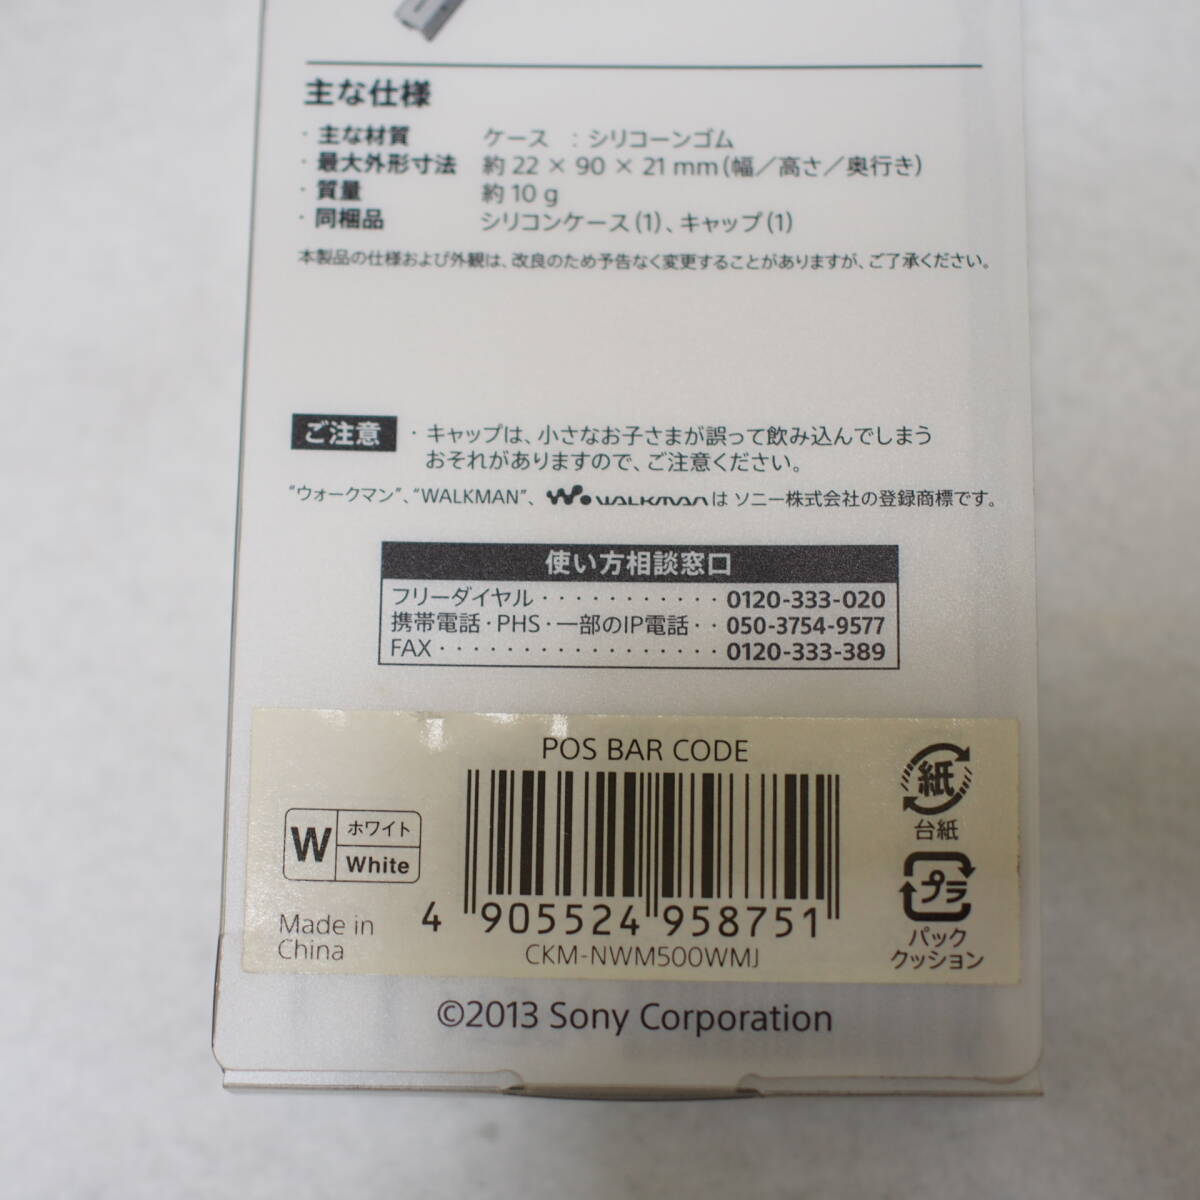 主な仕様
・主な材質 ケース : シリコーンゴム
・最大外形寸法 約 22 × 90 × 21 mm（幅／高さ／奥行き）
・質量 約 10 g
・同梱品 シリコンケース（1）、キャップ（1）
本製品の仕様および外観は、改良のため予告なく変更することがありますが、ご了承ください。
ご注意 ・キャップは、小さなお子さまが誤って飲み込んでしまう
おそれがありますので、ご注意ください。
“ウォークマン”、“WALKMAN”、 W. WALKMAN は ソニー株式会社の登録商標です。
使い方相談窓口
フリーダイヤル ・・・・・・・・・・・ 0120-333-020
携帯電話・PHS・一部のIP電話・・ 050-3754-9577
FAX・・・・・・・・・・・・・・・・・ 0120-333-389
POS BAR CODE
W ホワイト White
Made in
China
4 905524 958751
CKM-NWM500WMJ
紙
台紙
プラ
パック
クッション
©2013 Sony Corporation